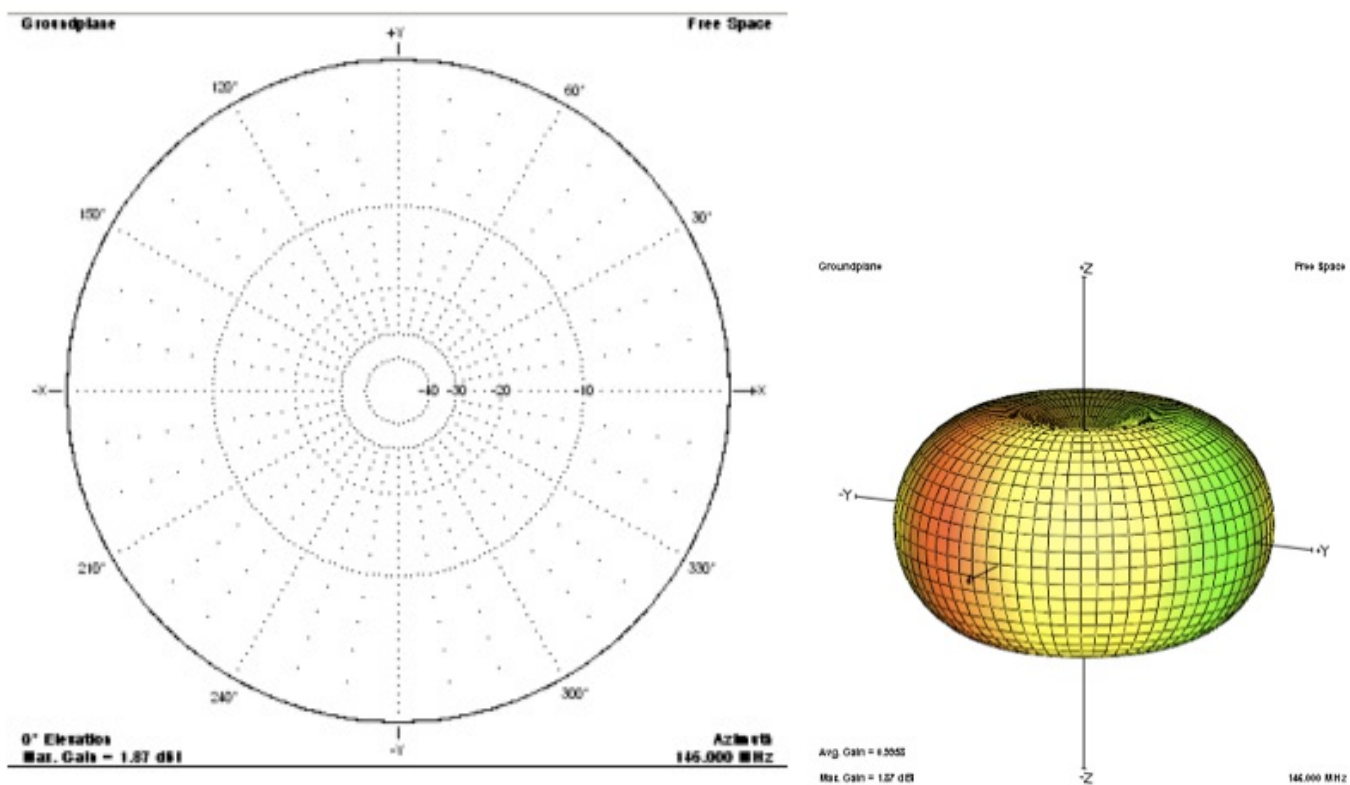 Groundplane
Free Space
+Y
120°
60°
150°
30°
-X
-40
-30
-20
-10
+X
210°
330°
240°
300°
-Y
0° Elevation
Azimuth
Max. Gain = 1.87 dBi
146.000 MHz
Groundplane
Free Space
-Y
+Y
Max. Gain = 1.87 dBi
-Z
146.000 MHz